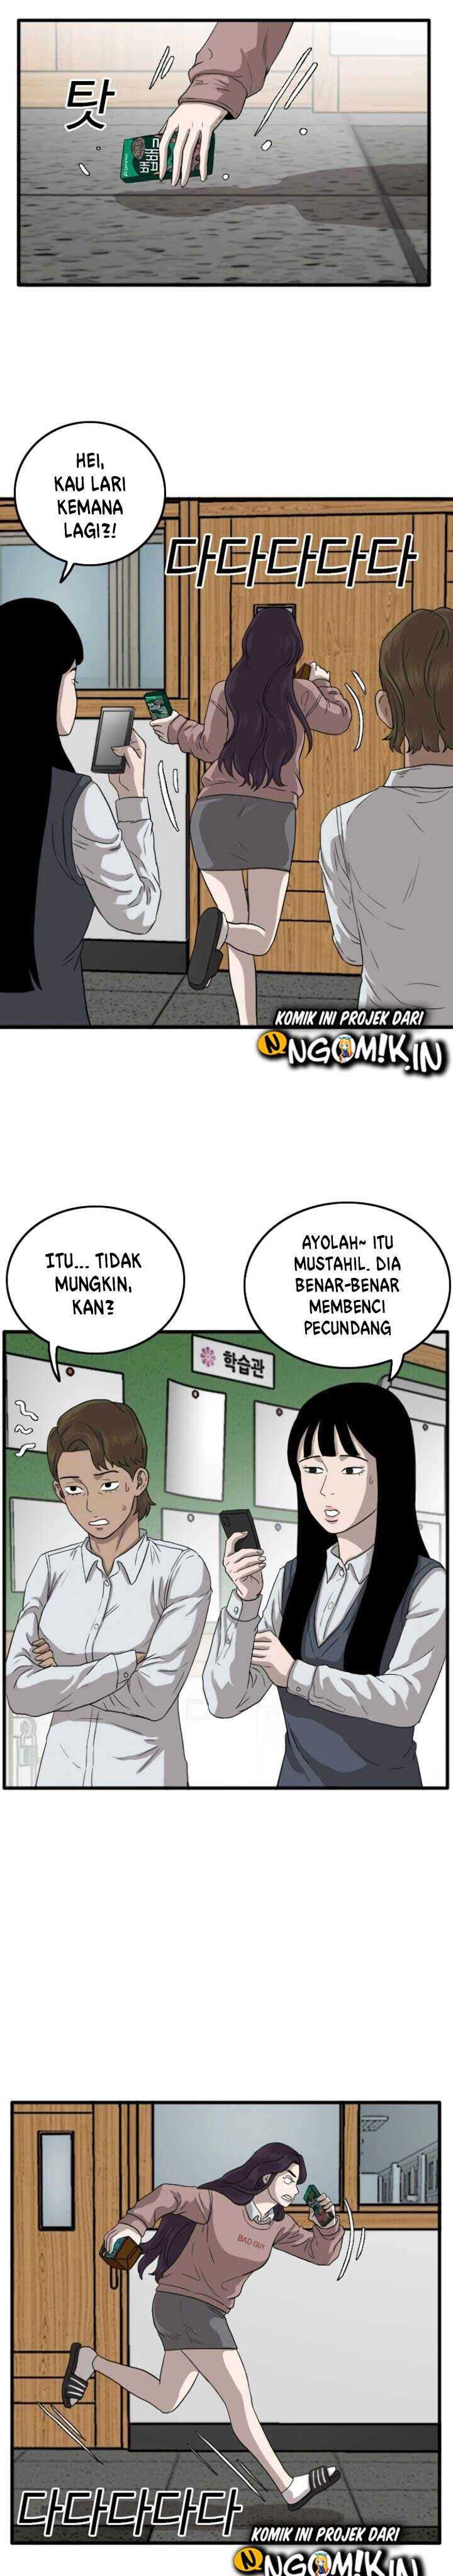 탓
HEI,
KAU LARI
KEMANA
LAGI?!
다다다다다
KOMIK INI PROJEK DARI
NGOM!K.IN
ITU... TIDAK
MUNGKIN,
KAN?
AYOLAH~ ITU
MUSTAHIL. DIA
BENAR-BENAR
MEMBENCI
PECUNDANG
학습관
BAD GUY
다다다다다
KOMIK INI PROJEK DARI
NGOM!K.IN